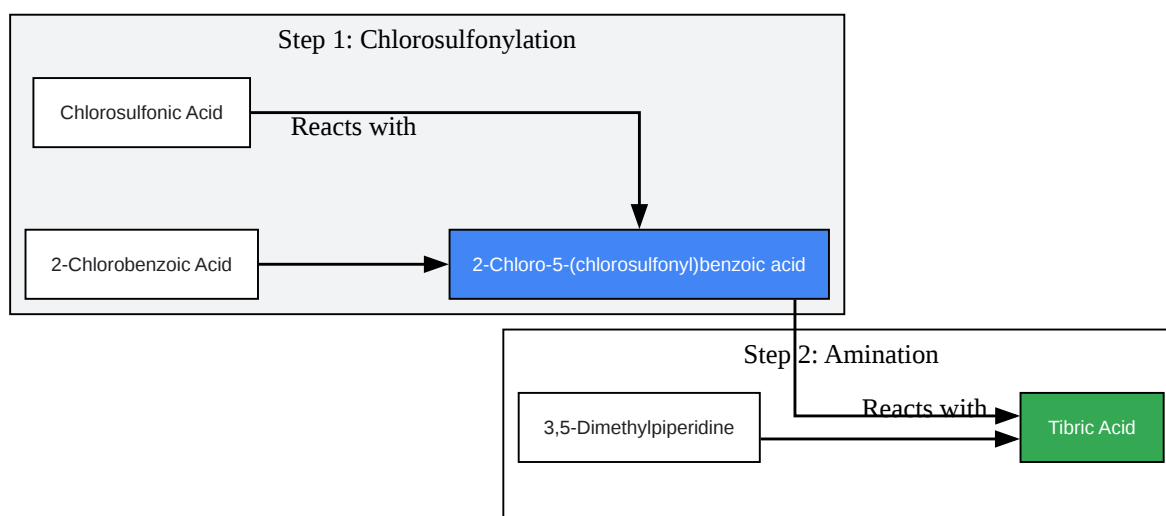 Step 1: Chlorosulfonylation
Chlorosulfonic Acid
Reacts with
2-Chlorobenzoic Acid
2-Chloro-5-(chlorosulfonyl)benzoic acid
Step 2: Amination
Reacts with
3,5-Dimethylpiperidine
Tibric Acid